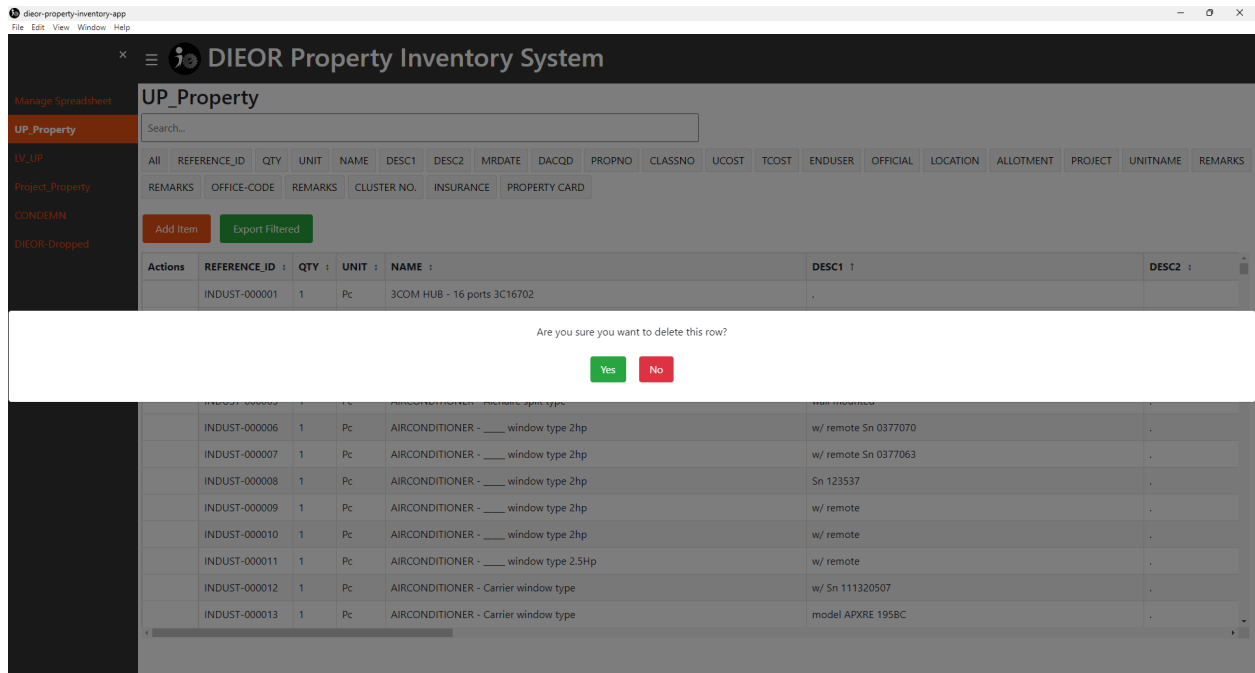 dieor-property-inventory-app
File Edit View Window Help
× ☰ DIEOR Property Inventory System
Manage Spreadsheet
UP_Property
LV_UP
Project_Property
CONDEMN
DIEOR-Dropped
UP_Property
Search...
All REFERENCE_ID QTY UNIT NAME DESC1 DESC2 MRDATE DACQD PROPNO CLASSNO UCOST TCOST ENDUSER OFFICIAL LOCATION ALLOTMENT PROJECT UNITNAME REMARKS
REMARKS OFFICE-CODE REMARKS CLUSTER NO. INSURANCE PROPERTY CARD
Add Item Export Filtered
Actions REFERENCE_ID ↕ QTY ↕ UNIT ↕ NAME ↕ DESC1 ↑ DESC2 ↕
INDUST-000001 1 Pc 3COM HUB - 16 ports 3C16702 .
Are you sure you want to delete this row?
Yes No
INDUST-000006 1 Pc AIRCONDITIONER - ____ window type 2hp w/ remote Sn 0377070 .
INDUST-000007 1 Pc AIRCONDITIONER - ____ window type 2hp w/ remote Sn 0377063 .
INDUST-000008 1 Pc AIRCONDITIONER - ____ window type 2hp Sn 123537 .
INDUST-000009 1 Pc AIRCONDITIONER - ____ window type 2hp w/ remote .
INDUST-000010 1 Pc AIRCONDITIONER - ____ window type 2hp w/ remote .
INDUST-000011 1 Pc AIRCONDITIONER - ____ window type 2.5Hp w/ remote .
INDUST-000012 1 Pc AIRCONDITIONER - Carrier window type w/ Sn 111320507 .
INDUST-000013 1 Pc AIRCONDITIONER - Carrier window type model APXRE 195BC .